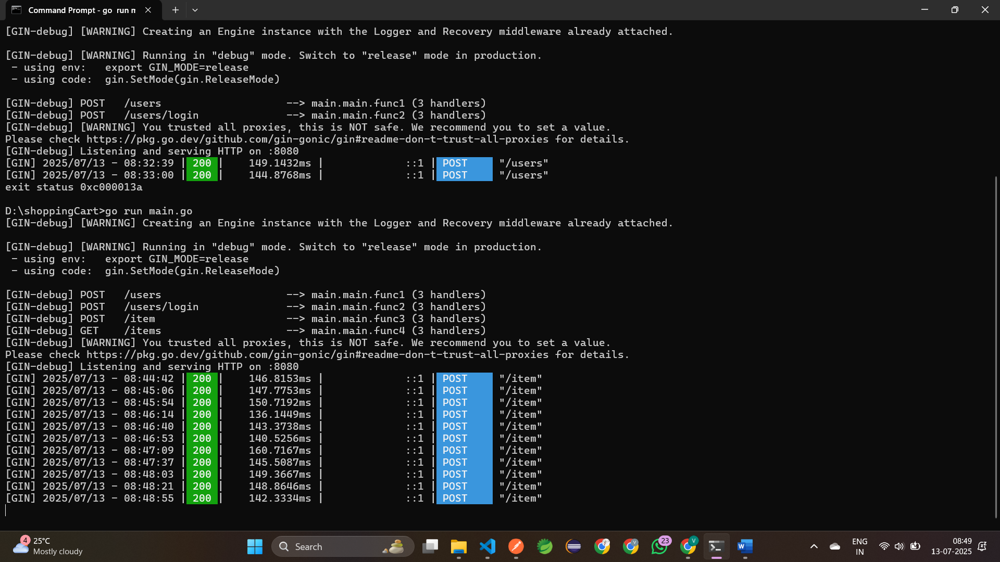 Command Prompt - go  run m
[GIN-debug] [WARNING] Creating an Engine instance with the Logger and Recovery middleware already attached.
[GIN-debug] [WARNING] Running in "debug" mode. Switch to "release" mode in production.
 - using env:   export GIN_MODE=release
 - using code:  gin.SetMode(gin.ReleaseMode)
[GIN-debug] POST   /users                    --> main.main.func1 (3 handlers)
[GIN-debug] POST   /users/login              --> main.main.func2 (3 handlers)
[GIN-debug] [WARNING] You trusted all proxies, this is NOT safe. We recommend you to set a value.
Please check https://pkg.go.dev/github.com/gin-gonic/gin#readme-don-t-trust-all-proxies for details.
[GIN-debug] Listening and serving HTTP on :8080
[GIN] 2025/07/13 - 08:32:39 | 200 |    149.1432ms |             ::1 | POST     "/users"
[GIN] 2025/07/13 - 08:33:00 | 200 |    144.8768ms |             ::1 | POST     "/users"
exit status 0xc000013a
D:\shoppingCart>go run main.go
[GIN-debug] [WARNING] Creating an Engine instance with the Logger and Recovery middleware already attached.
[GIN-debug] [WARNING] Running in "debug" mode. Switch to "release" mode in production.
 - using env:   export GIN_MODE=release
 - using code:  gin.SetMode(gin.ReleaseMode)
[GIN-debug] POST   /users                    --> main.main.func1 (3 handlers)
[GIN-debug] POST   /users/login              --> main.main.func2 (3 handlers)
[GIN-debug] POST   /item                     --> main.main.func3 (3 handlers)
[GIN-debug] GET    /items                    --> main.main.func4 (3 handlers)
[GIN-debug] [WARNING] You trusted all proxies, this is NOT safe. We recommend you to set a value.
Please check https://pkg.go.dev/github.com/gin-gonic/gin#readme-don-t-trust-all-proxies for details.
[GIN-debug] Listening and serving HTTP on :8080
[GIN] 2025/07/13 - 08:44:42 | 200 |    146.8153ms |             ::1 | POST     "/item"
[GIN] 2025/07/13 - 08:45:06 | 200 |    147.7753ms |             ::1 | POST     "/item"
[GIN] 2025/07/13 - 08:45:54 | 200 |    150.7192ms |             ::1 | POST     "/item"
[GIN] 2025/07/13 - 08:46:14 | 200 |    136.1449ms |             ::1 | POST     "/item"
[GIN] 2025/07/13 - 08:46:40 | 200 |    143.3738ms |             ::1 | POST     "/item"
[GIN] 2025/07/13 - 08:46:53 | 200 |    140.5256ms |             ::1 | POST     "/item"
[GIN] 2025/07/13 - 08:47:09 | 200 |    160.7167ms |             ::1 | POST     "/item"
[GIN] 2025/07/13 - 08:47:37 | 200 |    145.5087ms |             ::1 | POST     "/item"
[GIN] 2025/07/13 - 08:48:03 | 200 |    149.3667ms |             ::1 | POST     "/item"
[GIN] 2025/07/13 - 08:48:21 | 200 |    148.8646ms |             ::1 | POST     "/item"
[GIN] 2025/07/13 - 08:48:55 | 200 |    142.3334ms |             ::1 | POST     "/item"
4
25°C
Mostly cloudy
Search
V
23
V
W
ENG
IN
08:49
13-07-2025